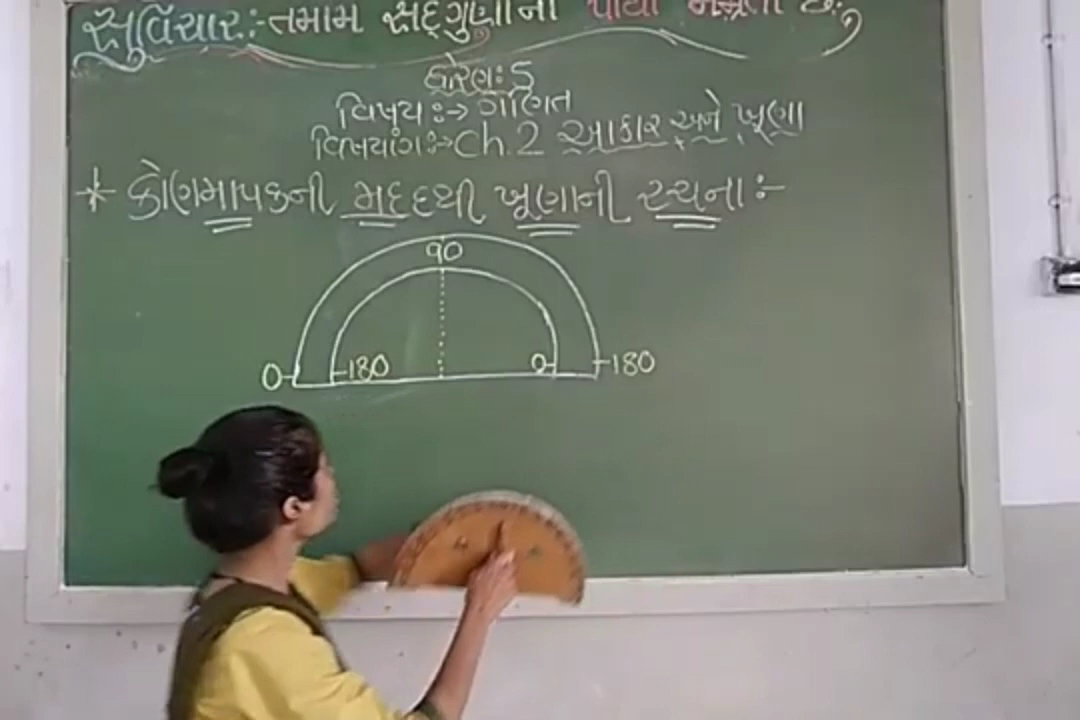 સુવિચાર:- તમામ સદ્ગુણોનો પાયો નમ્રતા છે.
ધોરણ: 5
વિષય:→ ગણિત
વિષયાંગ:→ Ch.2 આકાર અને ખૂણા
* કોણમાપકની મદદથી ખૂણાની રચના:-
90
0 180 0 180